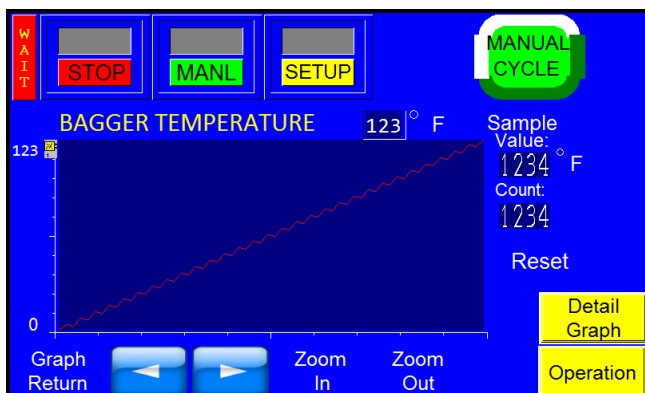 WAIT
STOP
MANL
SETUP
MANUAL
CYCLE
BAGGER TEMPERATURE 123° F
Sample
Value:
1234 ° F
Count:
1234
Reset
123
0
Detail
Graph
Graph
Return
Zoom
In
Zoom
Out
Operation